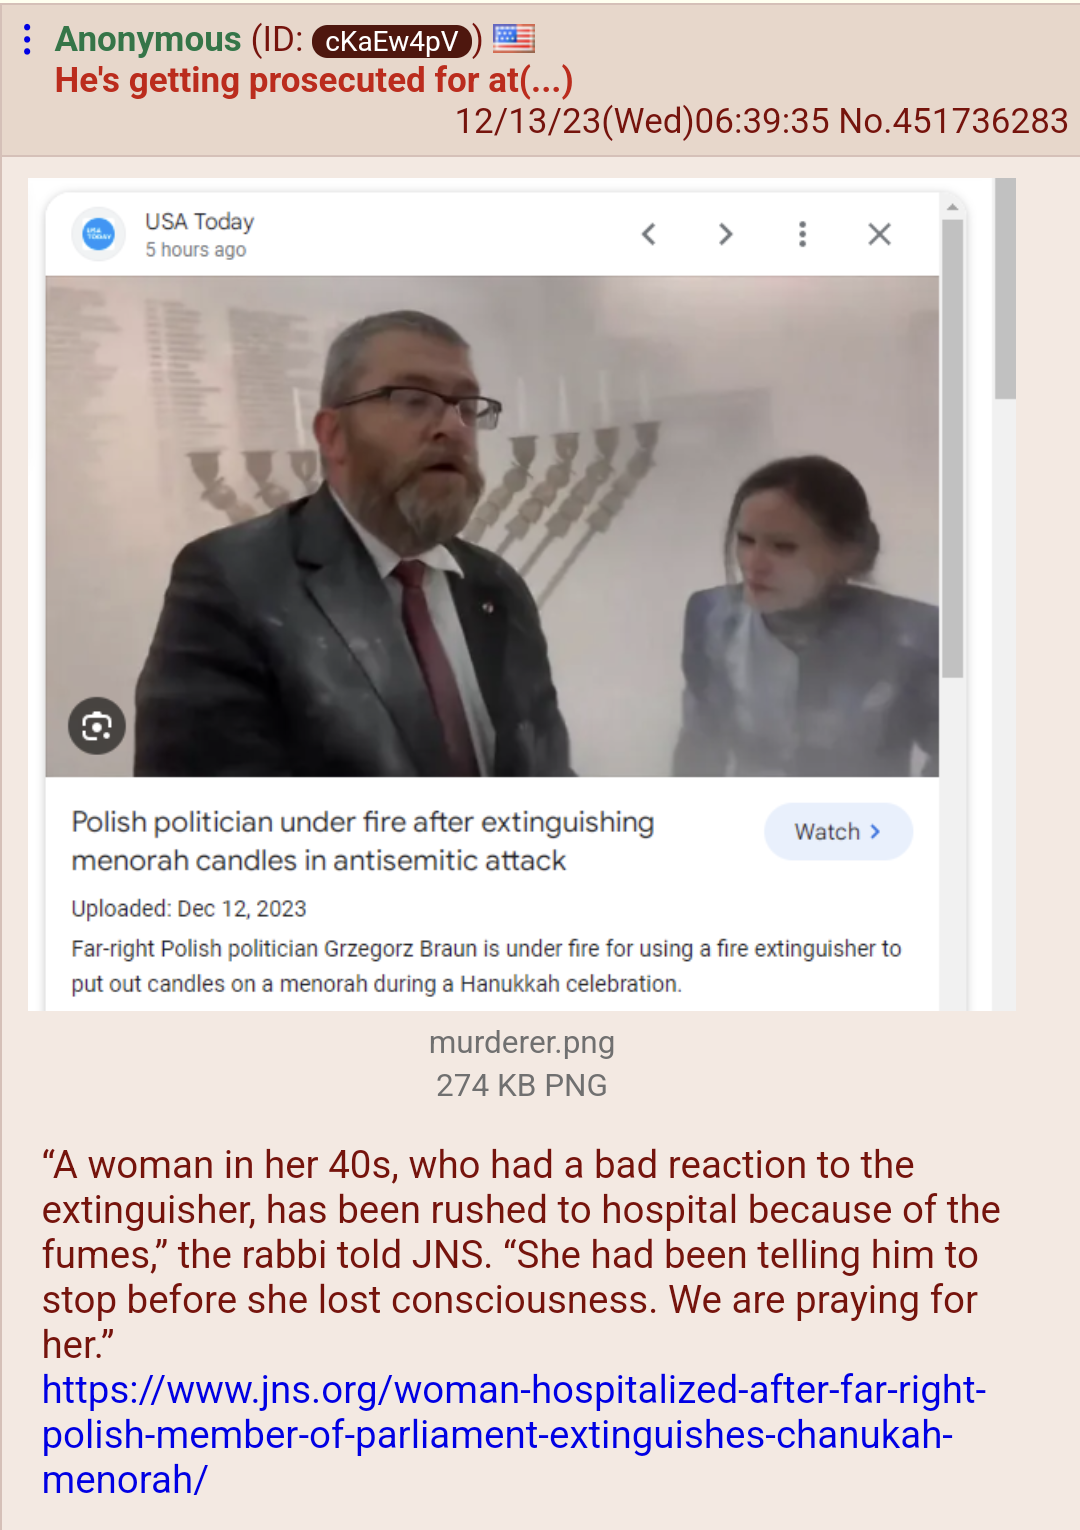 Anonymous (ID: cKaEw4pV)
He's getting prosecuted for at(...)
12/13/23(Wed)06:39:35 No.451736283
USA TODAY
USA Today
5 hours ago
Polish politician under fire after extinguishing
menorah candles in antisemitic attack
Watch
Uploaded: Dec 12, 2023
Far-right Polish politician Grzegorz Braun is under fire for using a fire extinguisher to
put out candles on a menorah during a Hanukkah celebration.
murderer.png
274 KB PNG
“A woman in her 40s, who had a bad reaction to the
extinguisher, has been rushed to hospital because of the
fumes,” the rabbi told JNS. “She had been telling him to
stop before she lost consciousness. We are praying for
her.”
https://www.jns.org/woman-hospitalized-after-far-right-
polish-member-of-parliament-extinguishes-chanukah-
menorah/